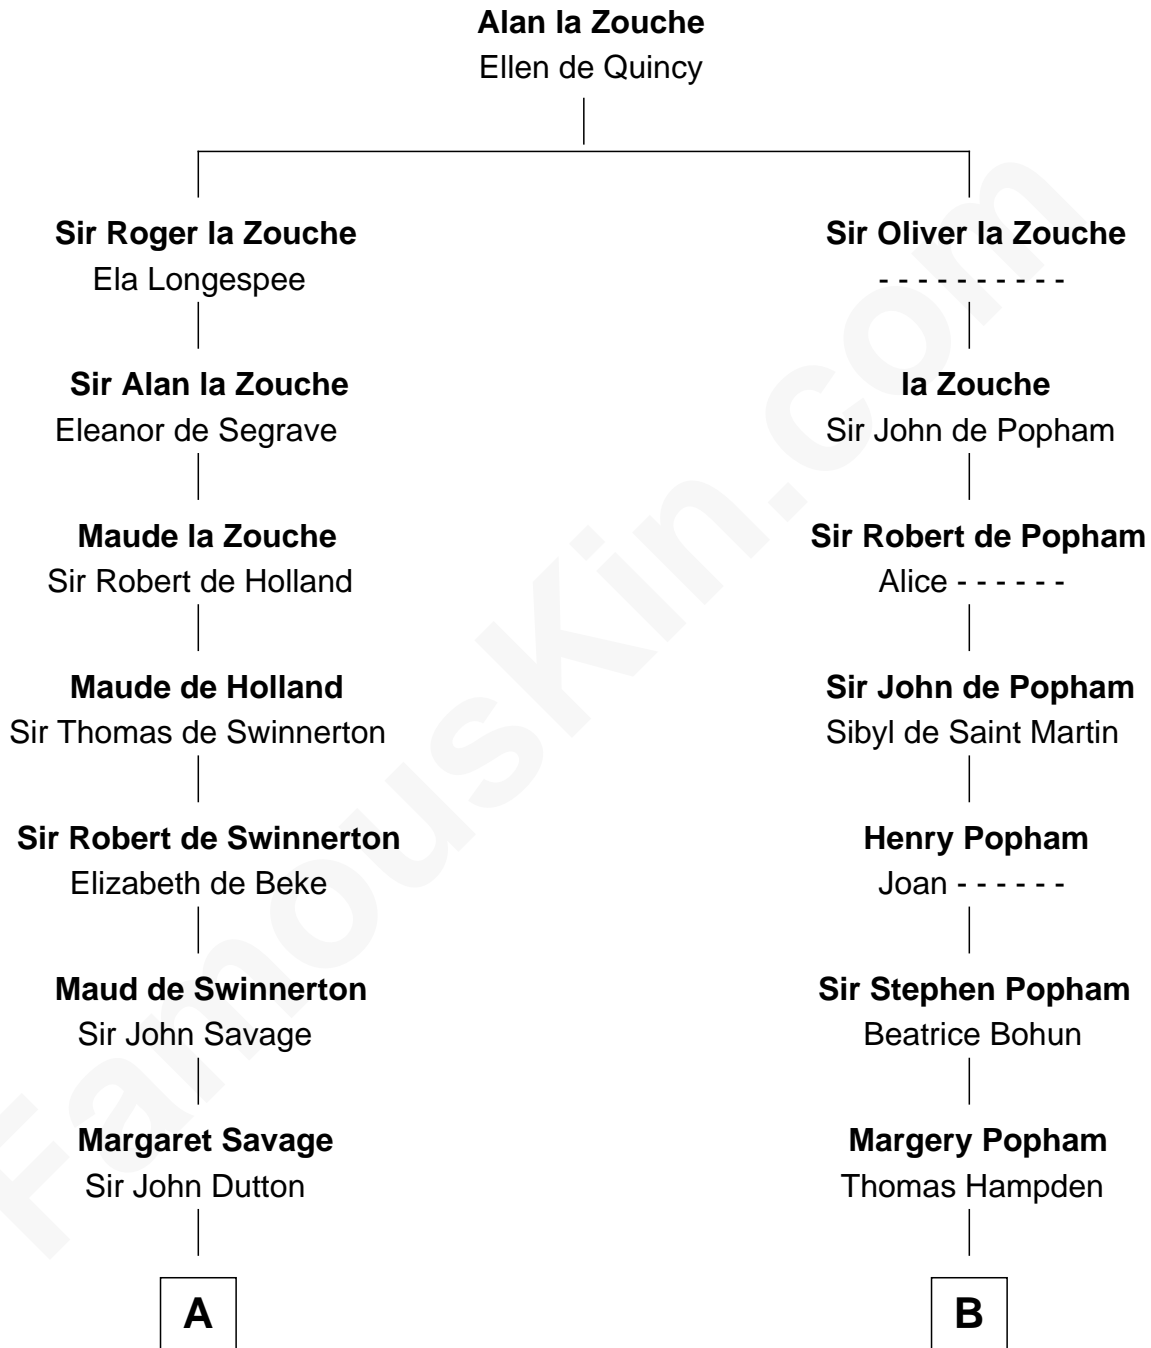 Alan la Zouche
Ellen de Quincy
Sir Roger la Zouche
Ela Longespee
Sir Oliver la Zouche
- - - - - - - - - -
Sir Alan la Zouche
Eleanor de Segrave
la Zouche
Sir John de Popham
Maude la Zouche
Sir Robert de Holland
Sir Robert de Popham
Alice - - - - - -
Maude de Holland
Sir Thomas de Swinnerton
Sir John de Popham
Sibyl de Saint Martin
Sir Robert de Swinnerton
Elizabeth de Beke
Henry Popham
Joan - - - - - -
Maud de Swinnerton
Sir John Savage
Sir Stephen Popham
Beatrice Bohun
Margaret Savage
Sir John Dutton
Margery Popham
Thomas Hampden
A
B
FamousKin.com